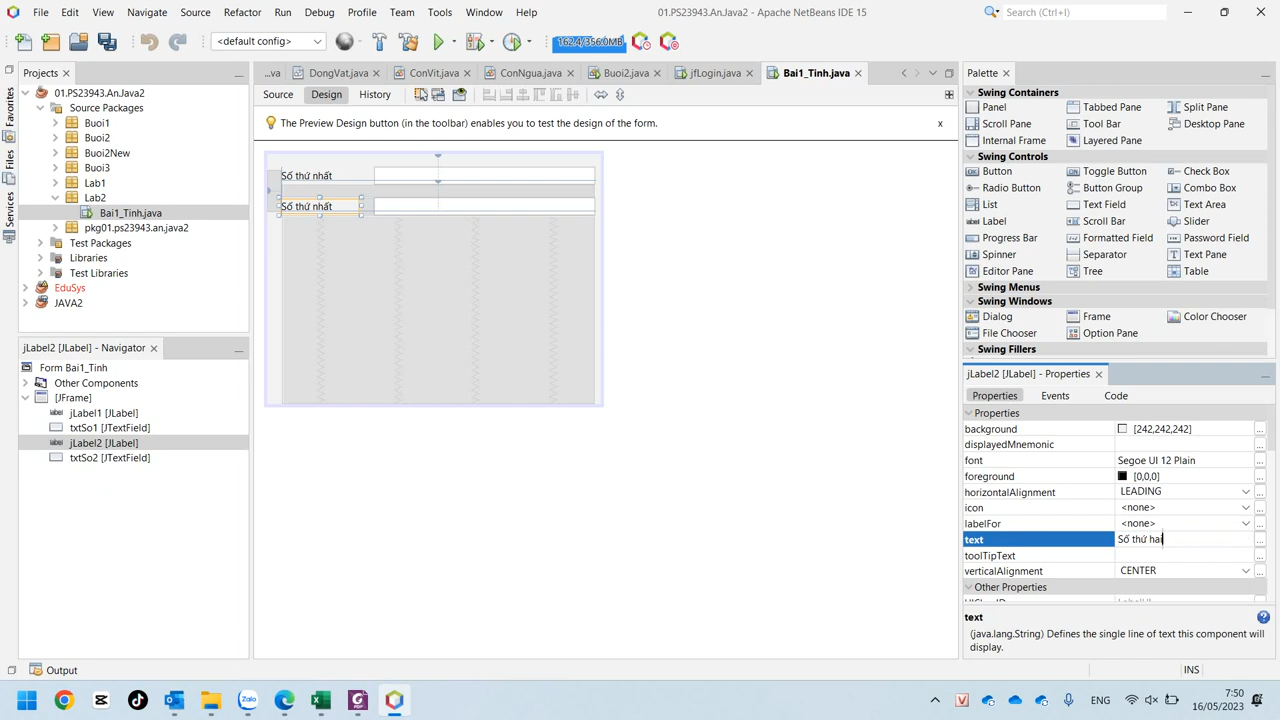 File Edit View Navigate Source Refactor Run Debug Profile Team Tools Window Help
01.PS23943.An.Java2 - Apache NetBeans IDE 15
Search (Ctrl+I)
<default config>
162.4/356.0MB
Projects
...va DongVat.java ConVit.java ConNgua.java Buoi2.java jfLogin.java Bai1_Tinh.java
Palette
Favorites
Files
Services
01.PS23943.An.Java2
Source Packages
Buoi1
Buoi2
Buoi2New
Buoi3
Lab1
Lab2
Bai1_Tinh.java
pkg01.ps23943.an.java2
Test Packages
Libraries
Test Libraries
EduSys
JAVA2
Source Design History
The Preview Design button (in the toolbar) enables you to test the design of the form. x
Số thứ nhất
Số thứ nhất
Swing Containers
Panel Tabbed Pane Split Pane
Scroll Pane Tool Bar Desktop Pane
Internal Frame Layered Pane
Swing Controls
Button Toggle Button Check Box
Radio Button Button Group Combo Box
List Text Field Text Area
Label Scroll Bar Slider
Progress Bar Formatted Field Password Field
Spinner Separator Text Pane
Editor Pane Tree Table
Swing Menus
Swing Windows
Dialog Frame Color Chooser
File Chooser Option Pane
Swing Fillers
jLabel2 [JLabel] - Navigator
Form Bai1_Tinh
Other Components
[JFrame]
jLabel1 [JLabel]
txtSo1 [JTextField]
jLabel2 [JLabel]
txtSo2 [JTextField]
jLabel2 [JLabel] - Properties
Properties Events Code
Properties
background [242,242,242] ...
displayedMnemonic ...
font Segoe UI 12 Plain ...
foreground [0,0,0] ...
horizontalAlignment LEADING ...
icon <none> ...
labelFor <none> ...
text Số thứ hai ...
toolTipText ...
verticalAlignment CENTER ...
Other Properties
text
(java.lang.String) Defines the single line of text this component will
display.
Output
INS
ENG
7:50
16/05/2023